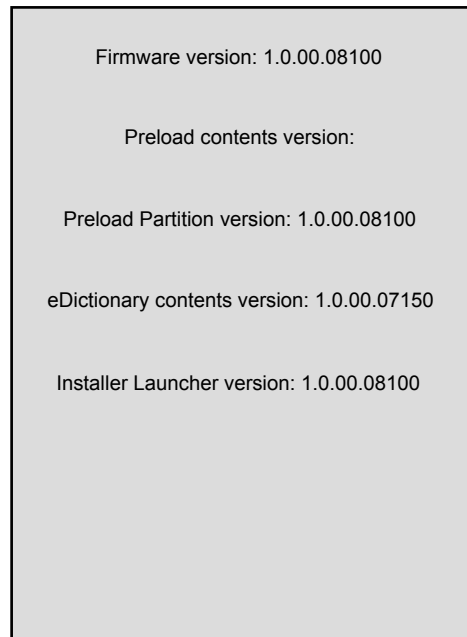 Firmware version: 1.0.00.08100
Preload contents version:
Preload Partition version: 1.0.00.08100
eDictionary contents version: 1.0.00.07150
Installer Launcher version: 1.0.00.08100